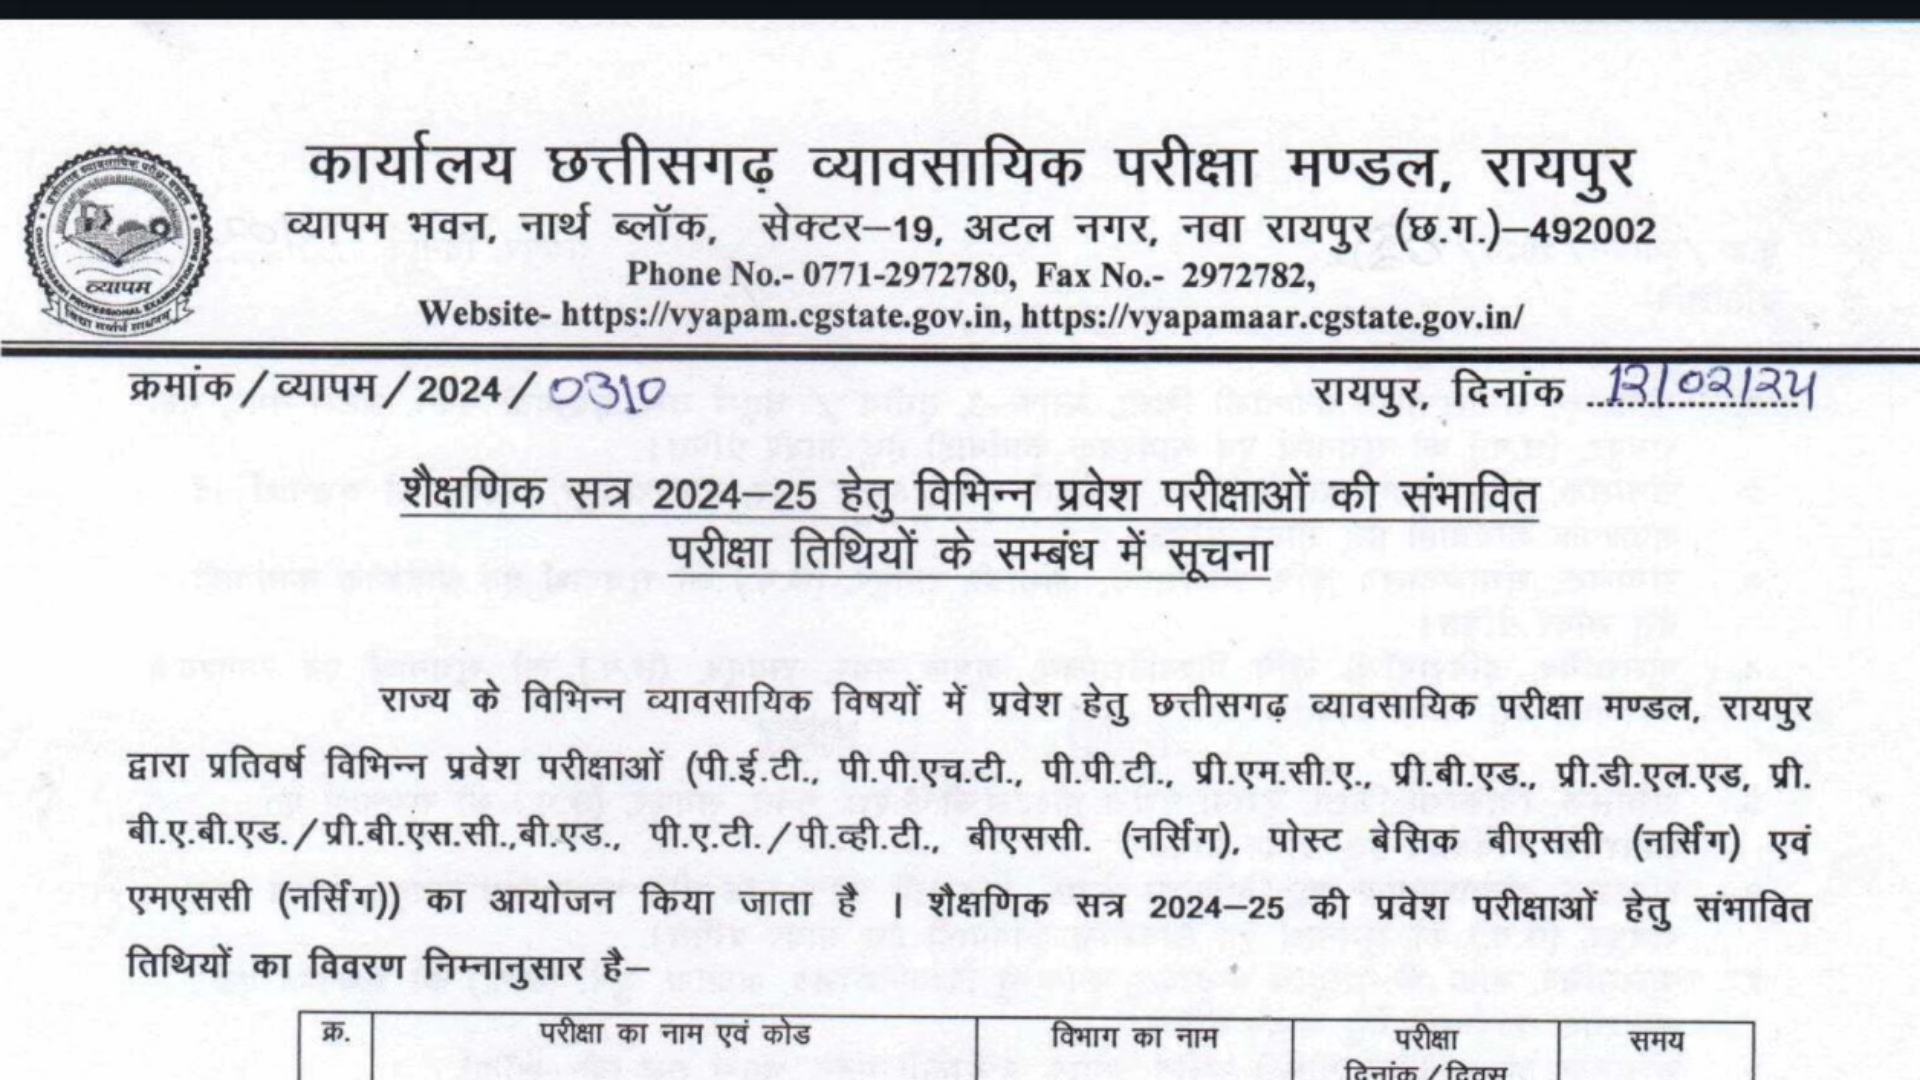 कार्यालय छत्तीसगढ़ व्यावसायिक परीक्षा मण्डल, रायपुर
व्यापम भवन, नार्थ ब्लॉक, सेक्टर–19, अटल नगर, नवा रायपुर (छ.ग.)–492002
Phone No.- 0771-2972780, Fax No.- 2972782,
Website- https://vyapam.cgstate.gov.in, https://vyapamaar.cgstate.gov.in/
व्यापम
क्रमांक/व्यापम/2024/0310 रायपुर, दिनांक 12/02/24
शैक्षणिक सत्र 2024–25 हेतु विभिन्न प्रवेश परीक्षाओं की संभावित
परीक्षा तिथियों के सम्बंध में सूचना
राज्य के विभिन्न व्यावसायिक विषयों में प्रवेश हेतु छत्तीसगढ़ व्यावसायिक परीक्षा मण्डल, रायपुर
द्वारा प्रतिवर्ष विभिन्न प्रवेश परीक्षाओं (पी.ई.टी., पी.पी.एच.टी., पी.पी.टी., प्री.एम.सी.ए., प्री.बी.एड., प्री.डी.एल.एड, प्री.
बी.ए.बी.एड./प्री.बी.एस.सी.,बी.एड., पी.ए.टी./पी.व्ही.टी., बीएससी. (नर्सिंग), पोस्ट बेसिक बीएससी (नर्सिंग) एवं
एमएससी (नर्सिंग)) का आयोजन किया जाता है । शैक्षणिक सत्र 2024–25 की प्रवेश परीक्षाओं हेतु संभावित
तिथियों का विवरण निम्नानुसार है–
क्र. परीक्षा का नाम एवं कोड विभाग का नाम परीक्षा समय
दिनांक/दिवस